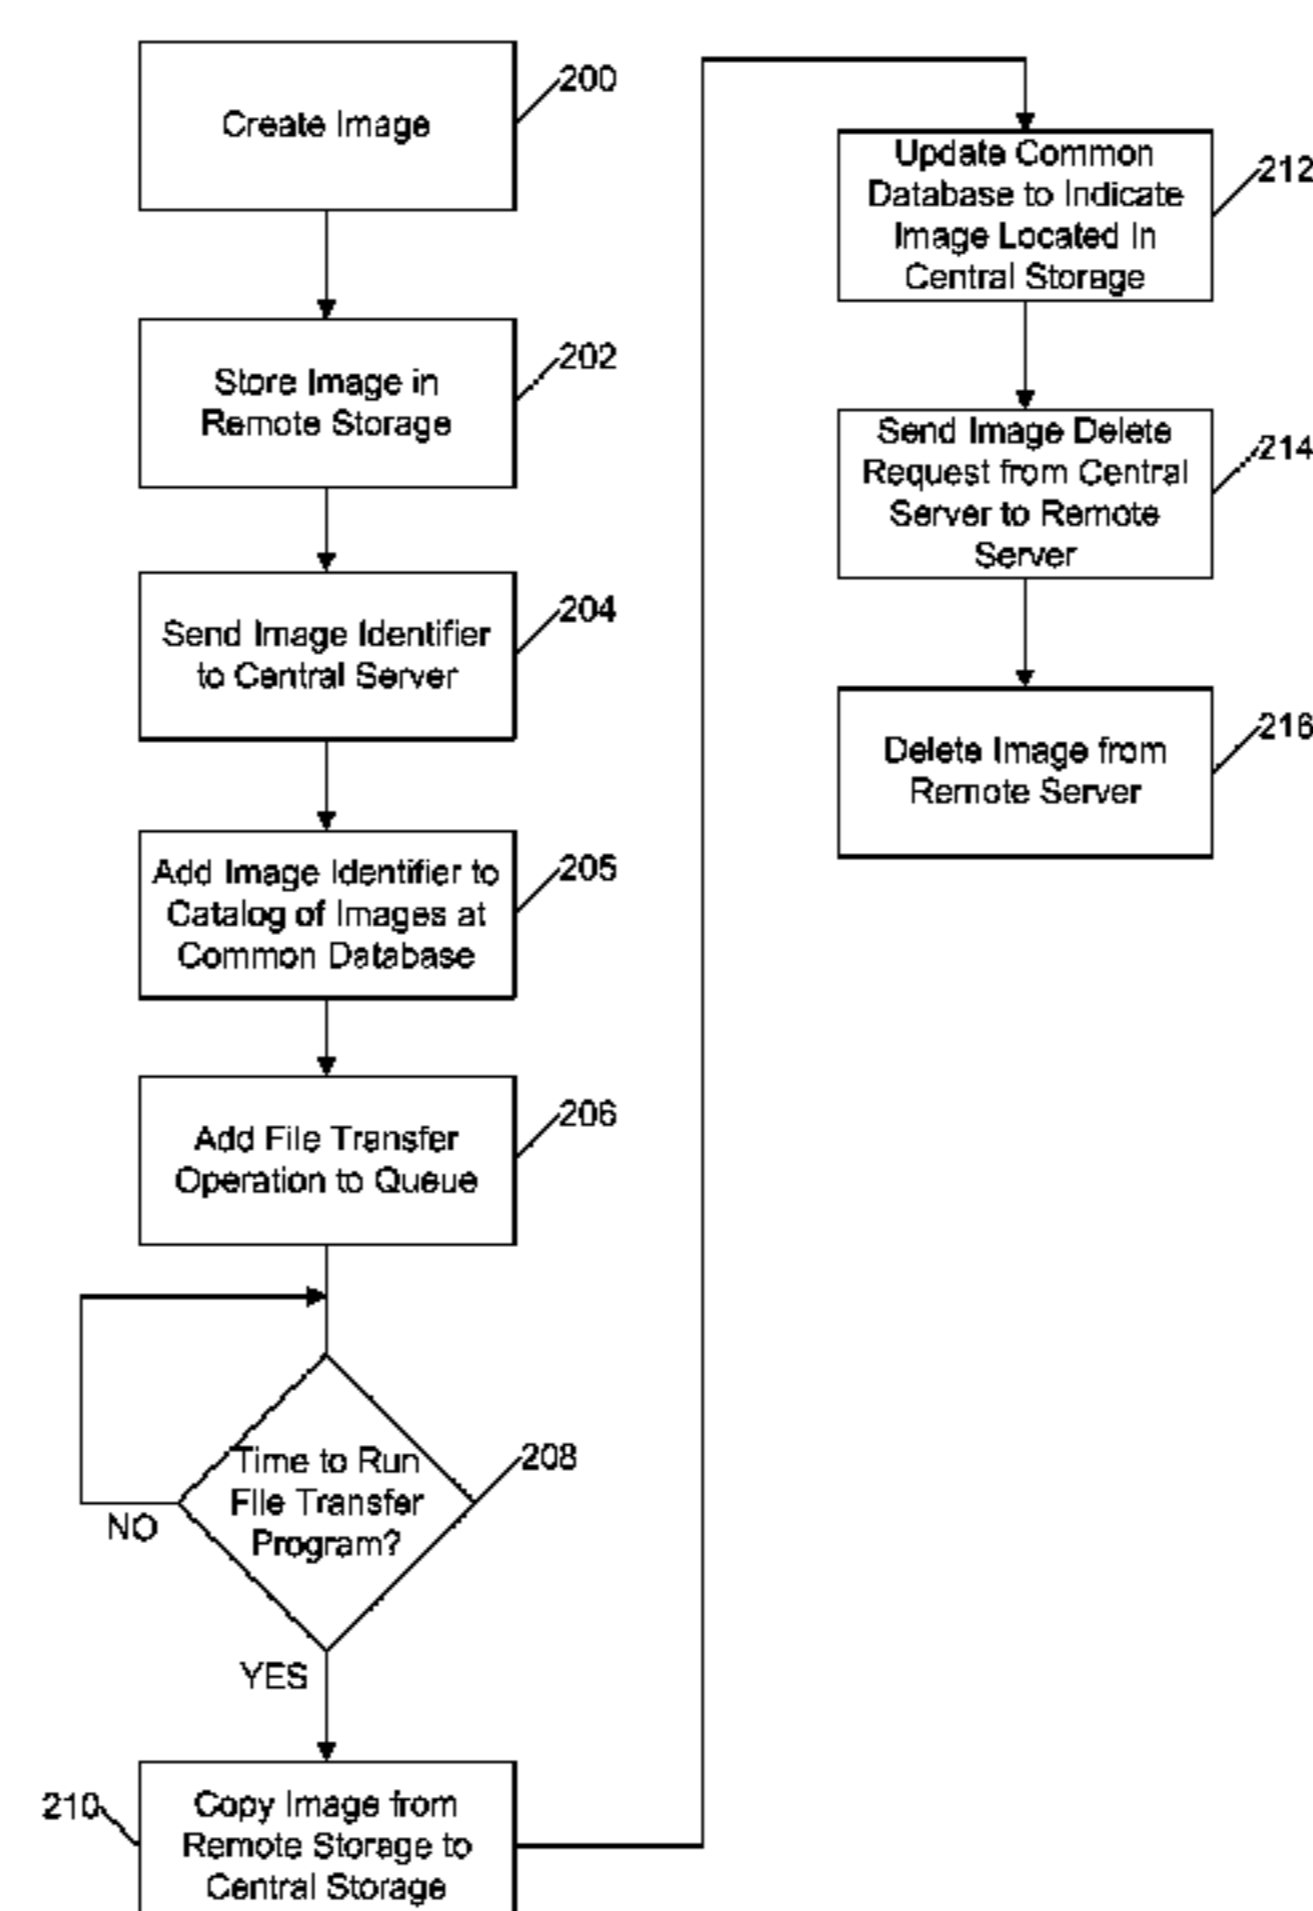 Create Image
200
Store Image in
Remote Storage
202
Send Image Identifier
to Central Server
204
Add Image Identifier to
Catalog of Images at
Common Database
205
Add File Transfer
Operation to Queue
206
Time to Run
File Transfer
Program?
208
NO
YES
210
Copy Image from
Remote Storage to
Central Storage
Update Common
Database to Indicate
Image Located In
Central Storage
212
Send Image Delete
Request from Central
Server to Remote
Server
214
Delete Image from
Remote Server
216